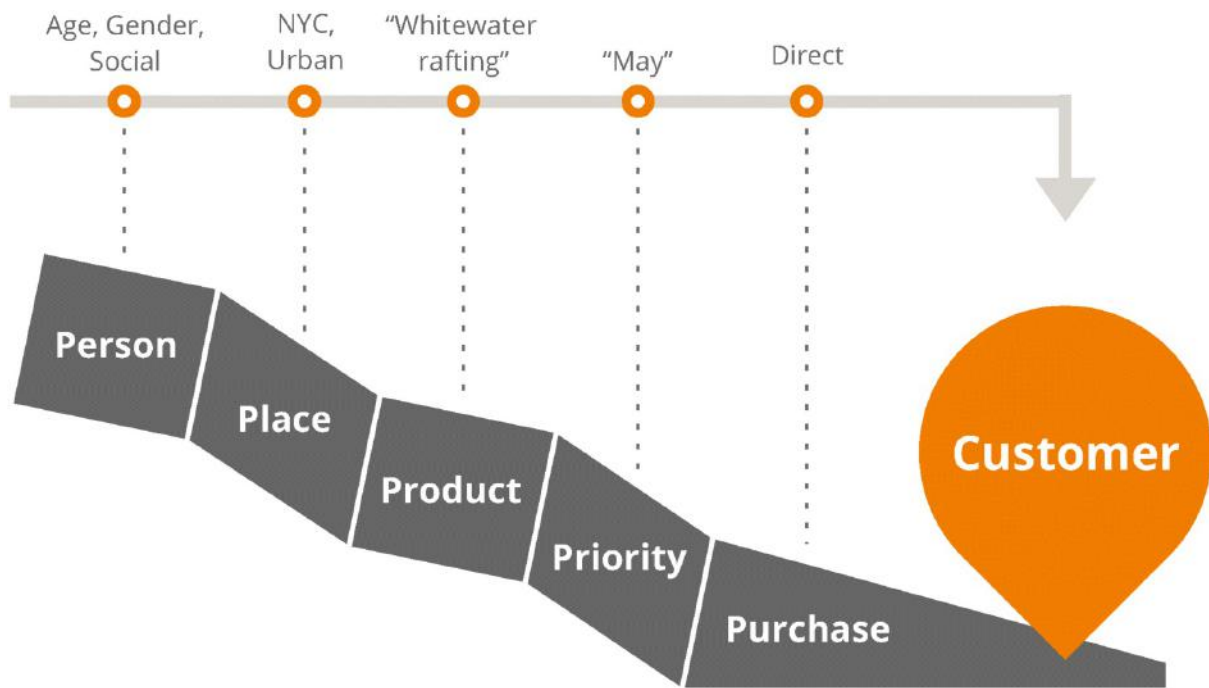 Age, Gender,
Social
NYC,
Urban
“Whitewater
rafting”
“May”
Direct
Person
Place
Product
Priority
Purchase
Customer